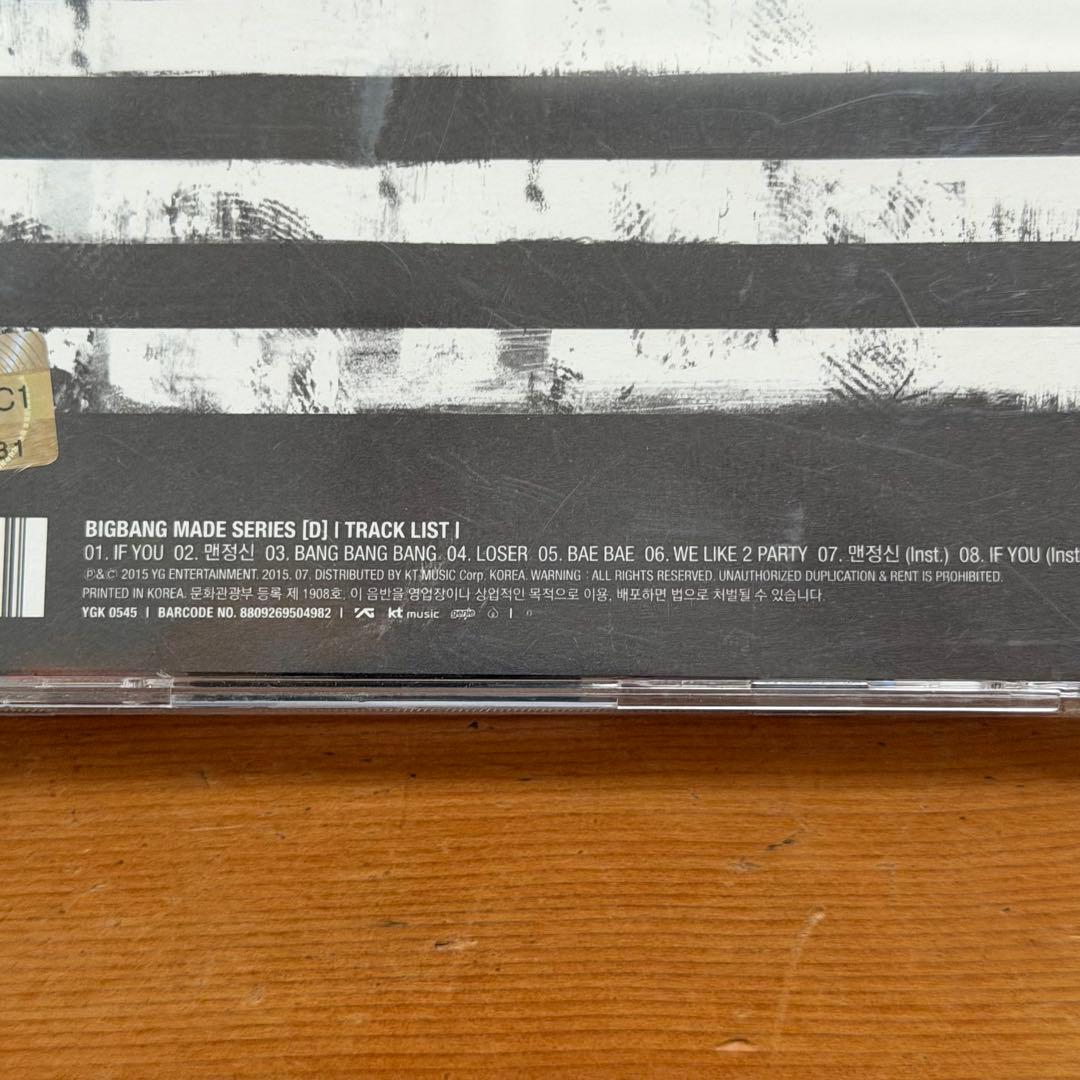 C1
31
BIGBANG MADE SERIES [D] | TRACK LIST |
01. IF YOU 02. 맨정신 03. BANG BANG BANG 04. LOSER 05. BAE BAE 06. WE LIKE 2 PARTY 07. 맨정신 (Inst.) 08. IF YOU (Inst
℗&© 2015 YG ENTERTAINMENT. 2015. 07. DISTRIBUTED BY KT MUSIC Corp. KOREA. WARNING : ALL RIGHTS RESERVED. UNAUTHORIZED DUPLICATION & RENT IS PROHIBITED.
PRINTED IN KOREA. 문화관광부 등록 제 1908호. 이 음반을 영업장이나 상업적인 목적으로 이용, 배포하면 법으로 처벌될 수 있습니다.
YGK 0545 | BARCODE NO. 8809269504982 | YG kt music genie |